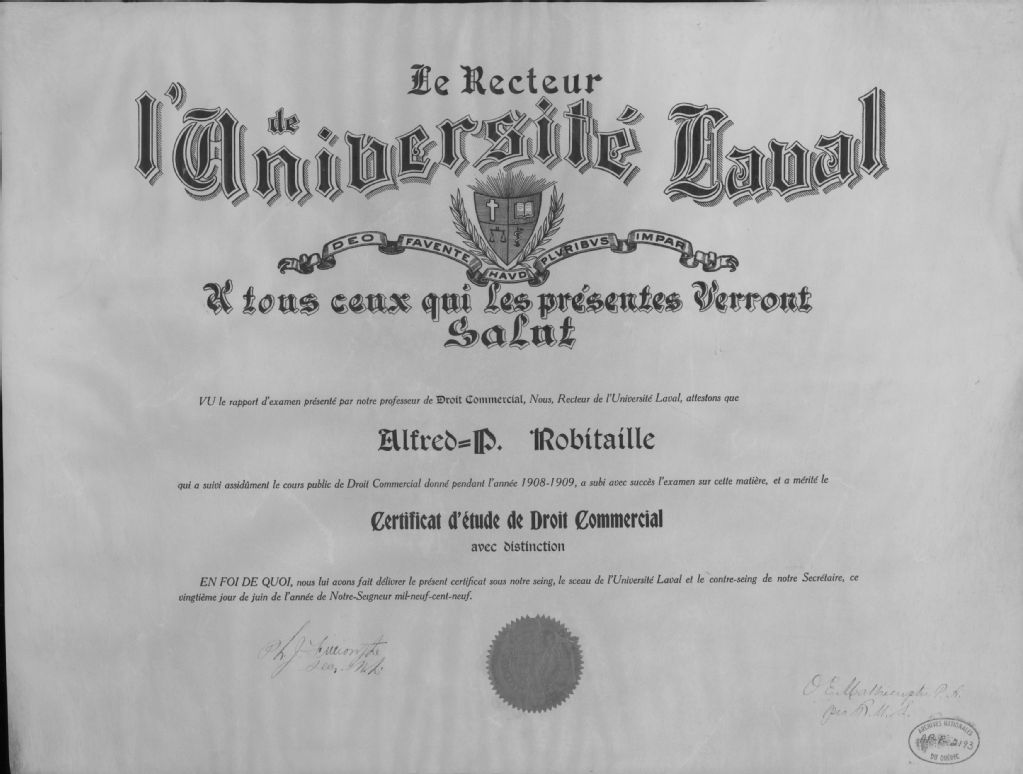 Le Recteur
de
l'Université Laval
DEO FAVENTE HAVD PLVRIBVS IMPAR
A tous ceux qui Les présentes Verront
Salut
VU le rapport d'examen présenté par notre professeur de Droit Commercial, Nous, Recteur de l'Université Laval, attestons que
Alfred=P. Robitaille
qui a suivi assidûment le cours public de Droit Commercial donné pendant l'année 1908-1909, a subi avec succès l'examen sur cette matière, et a mérité le
Certificat d'étude de Droit Commercial
avec distinction
EN FOI DE QUOI, nous lui avons fait délivrer le présent certificat sous notre seing, le sceau de l'Université Laval et le contre-seing de notre Secrétaire, ce
vingtième jour de juin de l'année de Notre-Seigneur mil-neuf-cent-neuf.
O. E. Mathieu, ptre P. A.
ARCHIVES NATIONALES
DU QUÉBEC